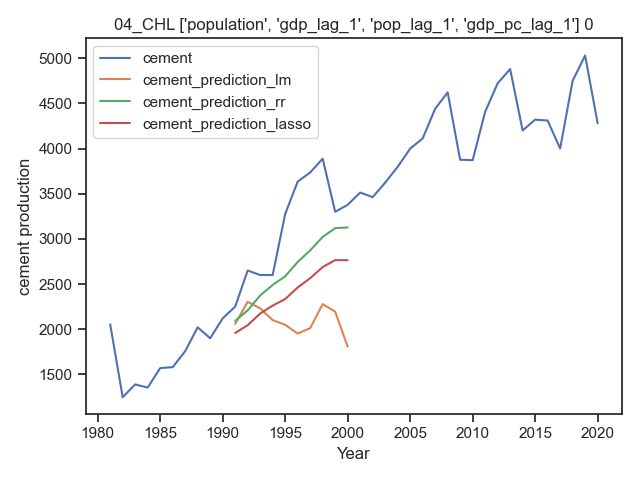 04_CHL ['population', 'gdp_lag_1', 'pop_lag_1', 'gdp_pc_lag_1'] 0
cement
cement_prediction_lm
cement_prediction_rr
cement_prediction_lasso
cement production
5000
4500
4000
3500
3000
2500
2000
1500
1980 1985 1990 1995 2000 2005 2010 2015 2020
Year